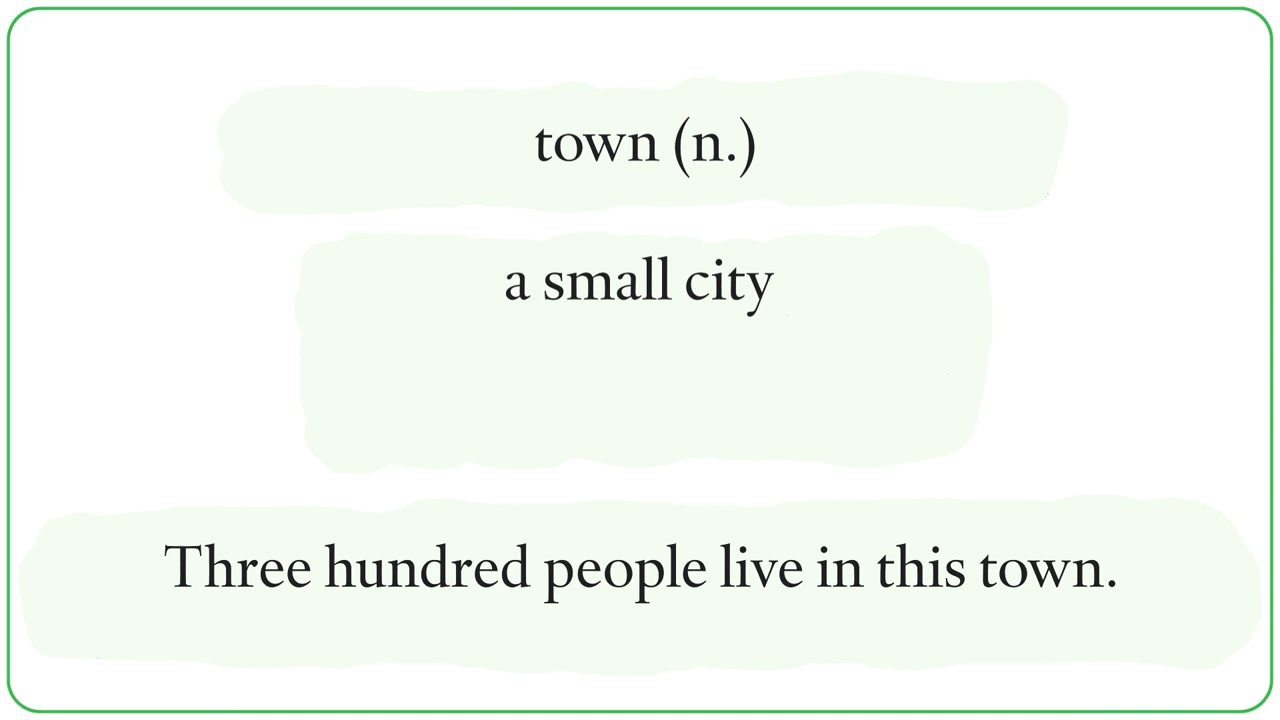 town (n.)
a small city
Three hundred people live in this town.